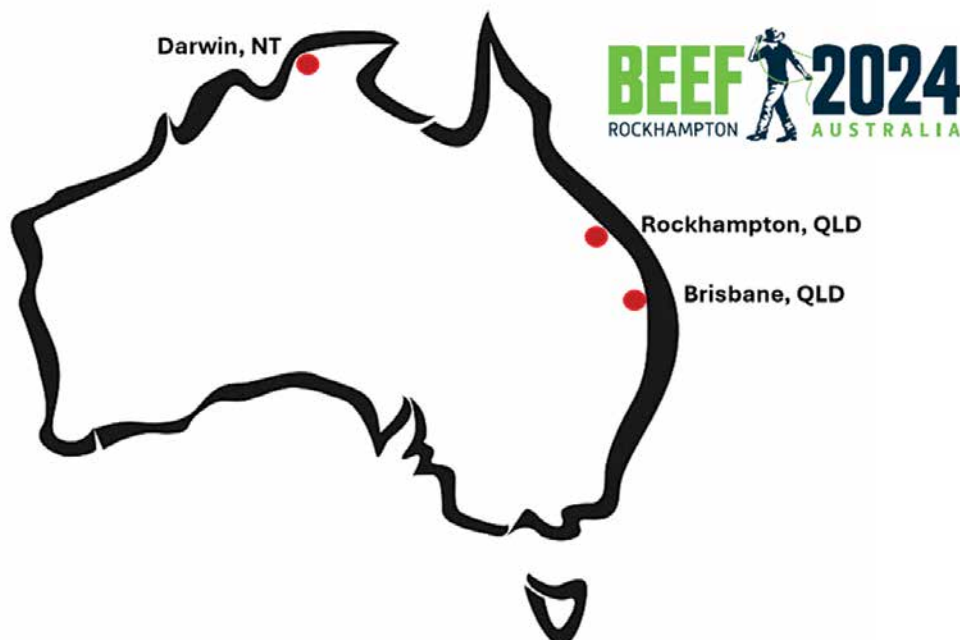 Darwin, NT
BEEF 2024
ROCKHAMPTON AUSTRALIA
Rockhampton, QLD
Brisbane, QLD